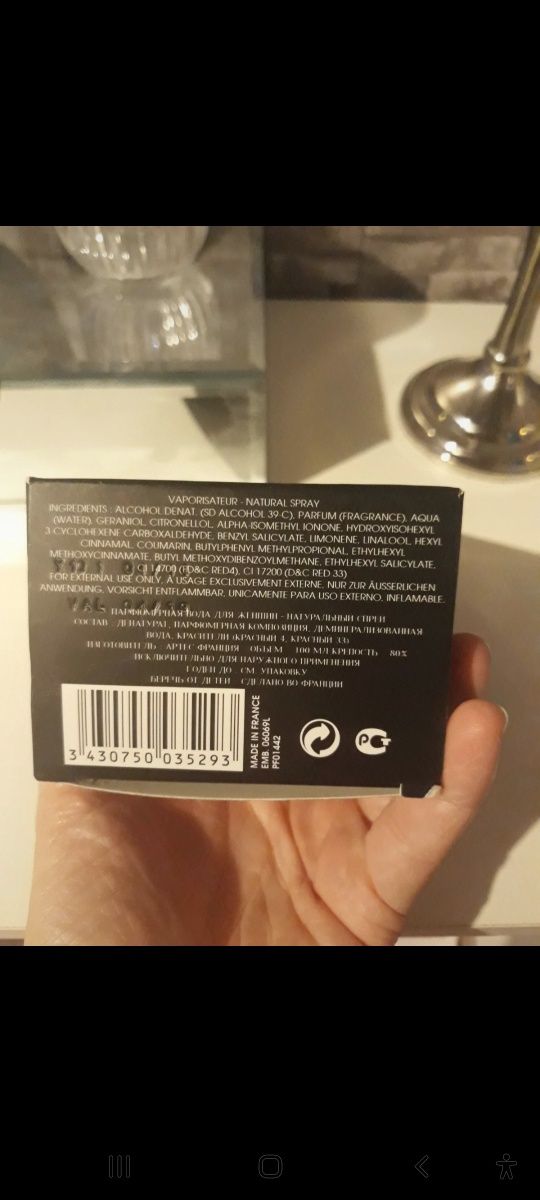 VAPORISATEUR - NATURAL SPRAY
INGREDIENTS : ALCOHOL DENAT. (SD ALCOHOL 39 C), PARFUM (FRAGRANCE), AQUA
(WATER), GERANIOL, CITRONELLOL, ALPHA-ISOMETHYL IONONE, HYDROXYISOHEXYL
3 CYCLOHEXENE CARBOXALDEHYDE, BENZYL SALICYLATE, LIMONENE, LINALOOL, HEXYL
CINNAMAL, COUMARIN, BUTYLPHENYL METHYLPROPIONAL, ETHYLHEXYL
METHOXYCINNAMATE, BUTYL METHOXYDIBENZOYLMETHANE, ETHYLHEXYL SALICYLATE,
CI 14700 (FD&C RED4), CI 17200 (D&C RED 33)
FOR EXTERNAL USE ONLY, A USAGE EXCLUSIVEMENT EXTERNE, NUR ZUR ÄUSSERLICHEN
ANWENDUNG, VORSICHT ENTFLAMMBAR, UNICAMENTE PARA USO EXTERNO, INFLAMABLE.
ПАРФЮМЕРНАЯ ВОДА ДЛЯ ЖЕНЩИН - НАТУРАЛЬНЫЙ СПРЕЙ
СОСТАВ : ДЕНАТУРАТ, ПАРФЮМЕРНАЯ КОМПОЗИЦИЯ, ДЕМИНЕРАЛИЗОВАННАЯ
ВОДА, КРАСИТЕЛИ (КРАСНЫЙ 4, КРАСНЫЙ 33)
ИЗГОТОВИТЕЛЬ : АРТЕС ФРАНЦИЯ ОБЪЕМ 100 МЛ КРЕПОСТЬ 80%
ИСКЛЮЧИТЕЛЬНО ДЛЯ НАРУЖНОГО ПРИМЕНЕНИЯ
ГОДЕН ДО СМ. УПАКОВКУ
БЕРЕЧЬ ОТ ДЕТЕЙ СДЕЛАНО ВО ФРАНЦИИ
3 430750 035293
MADE IN FRANCE
EMB. 06069L
PF01442